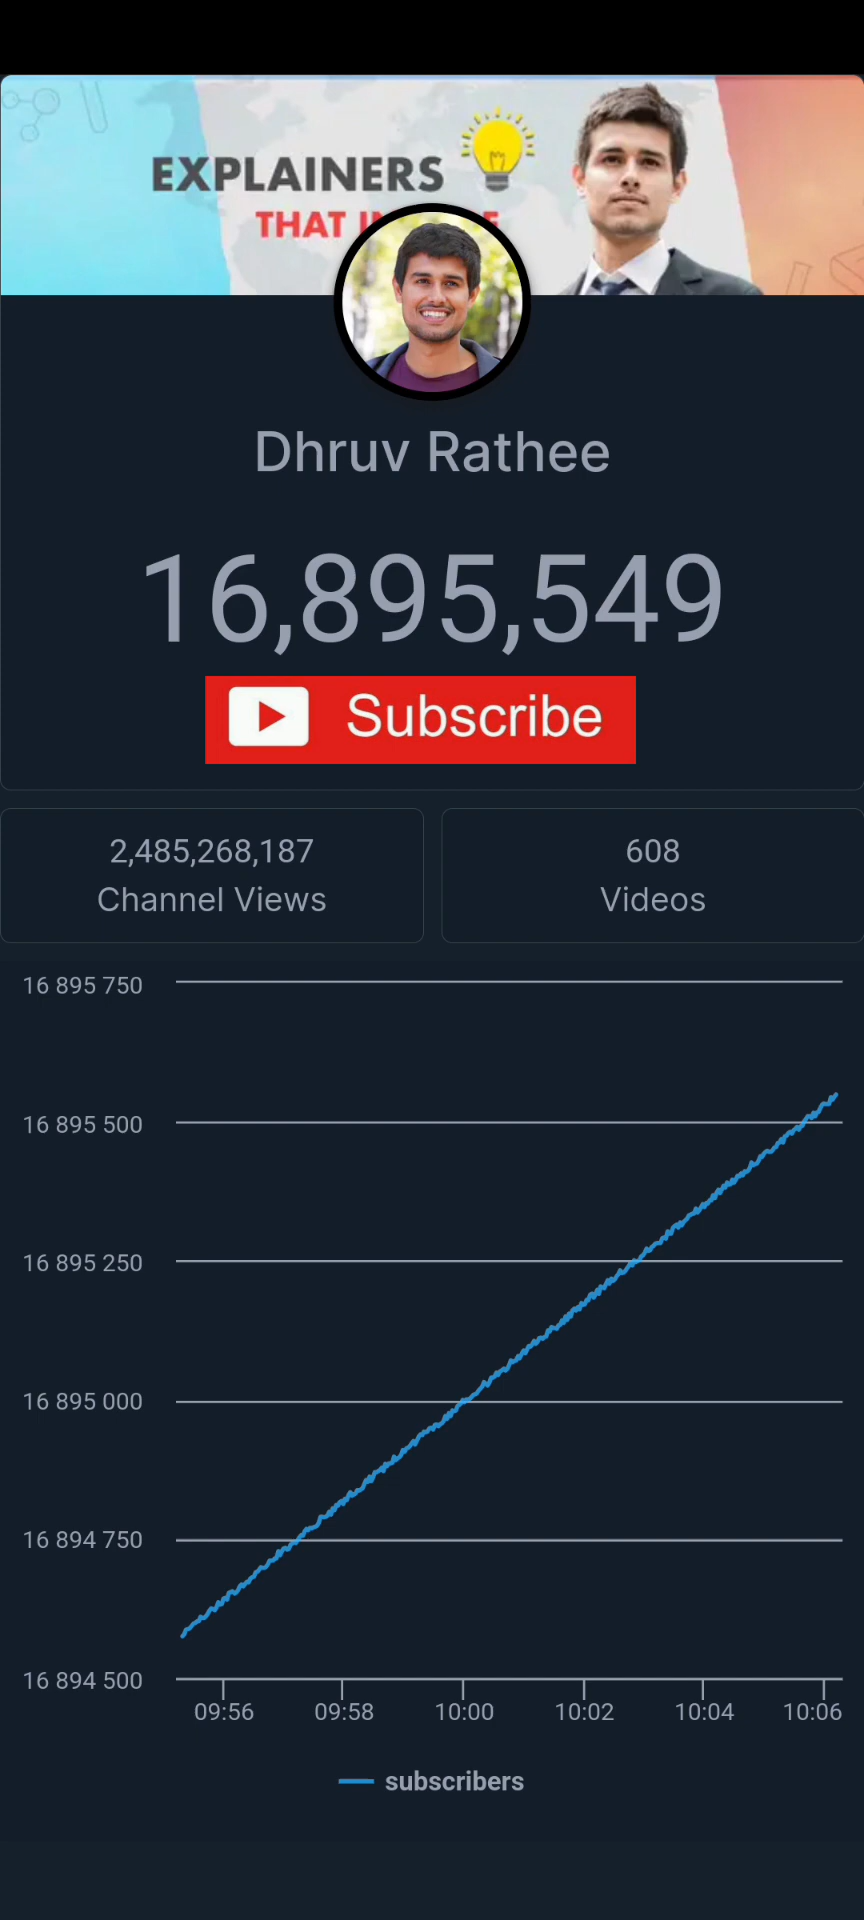 EXPLAINERS
THAT
Dhruv Rathee
16,895,549
Subscribe
2,485,268,187
Channel Views
608
Videos
16 895 750
16 895 500
16 895 250
16 895 000
16 894 750
16 894 500
09:56 09:58 10:00 10:02 10:04 10:06
subscribers